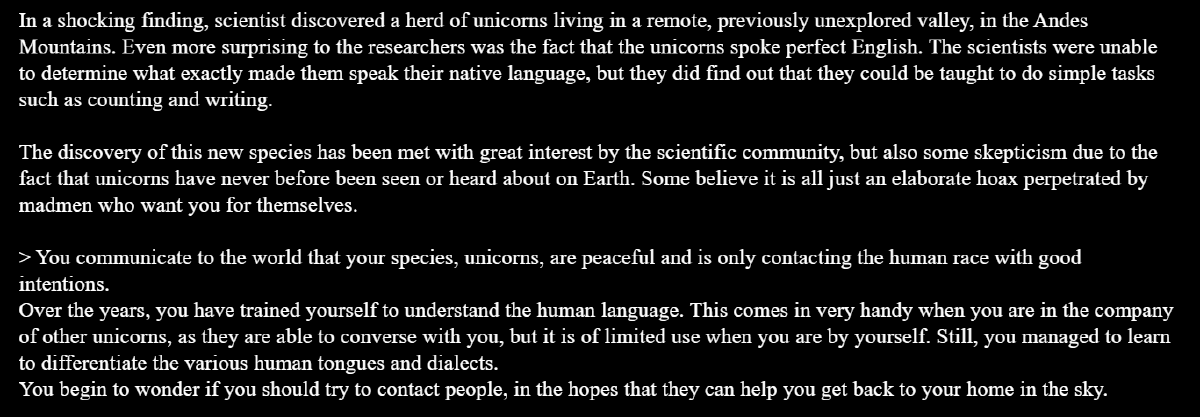 In a shocking finding, scientist discovered a herd of unicorns living in a remote, previously unexplored valley, in the Andes
Mountains. Even more surprising to the researchers was the fact that the unicorns spoke perfect English. The scientists were unable
to determine what exactly made them speak their native language, but they did find out that they could be taught to do simple tasks
such as counting and writing.
The discovery of this new species has been met with great interest by the scientific community, but also some skepticism due to the
fact that unicorns have never before been seen or heard about on Earth. Some believe it is all just an elaborate hoax perpetrated by
madmen who want you for themselves.
> You communicate to the world that your species, unicorns, are peaceful and is only contacting the human race with good
intentions.
Over the years, you have trained yourself to understand the human language. This comes in very handy when you are in the company
of other unicorns, as they are able to converse with you, but it is of limited use when you are by yourself. Still, you managed to learn
to differentiate the various human tongues and dialects.
You begin to wonder if you should try to contact people, in the hopes that they can help you get back to your home in the sky.